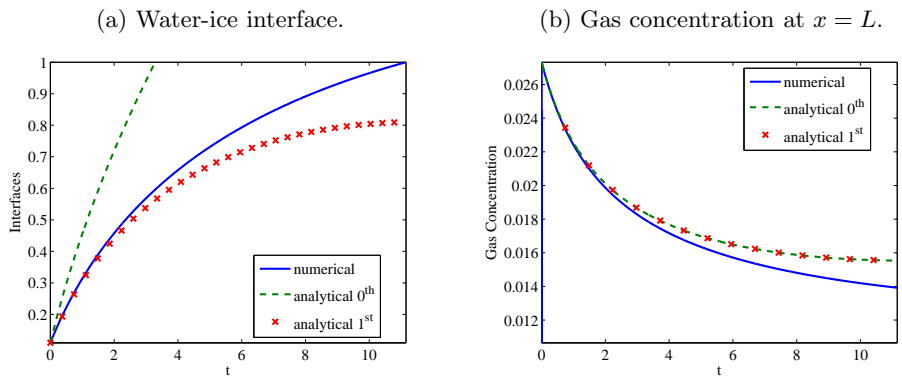 (a) Water-ice interface.
1
0.9
0.8
0.7
0.6
0.5
0.4
0.3
0.2
Interfaces
numerical
analytical 0th
analytical 1st
0 2 4 6 8 10
t
(b) Gas concentration at x = L.
0.026
0.024
0.022
0.02
0.018
0.016
0.014
0.012
Gas Concentration
numerical
analytical 0th
analytical 1st
0 2 4 6 8 10
t